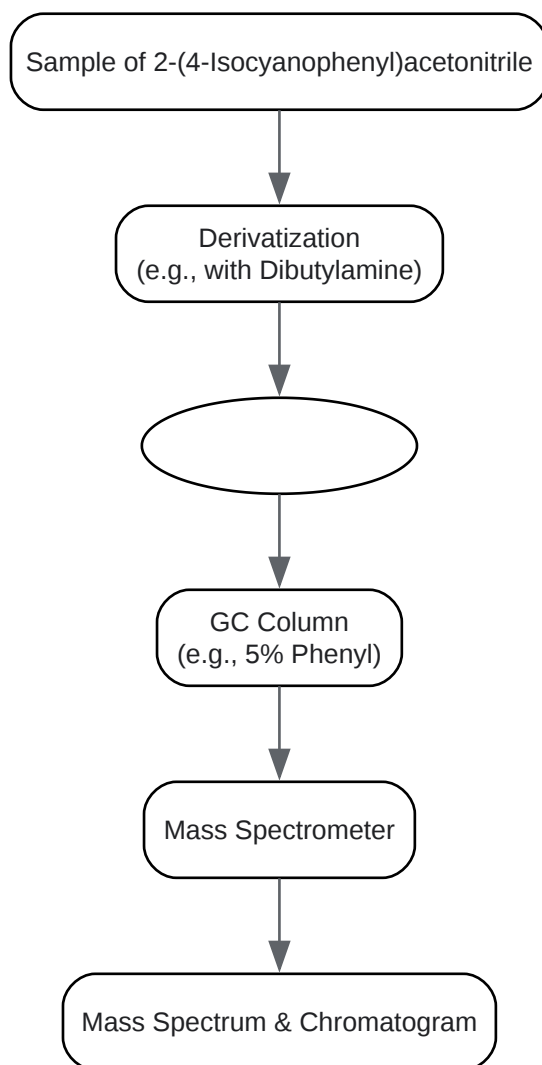 Sample of 2-(4-Isocyanophenyl)acetonitrile
Derivatization
(e.g., with Dibutylamine)
GC Column
(e.g., 5% Phenyl)
Mass Spectrometer
Mass Spectrum & Chromatogram